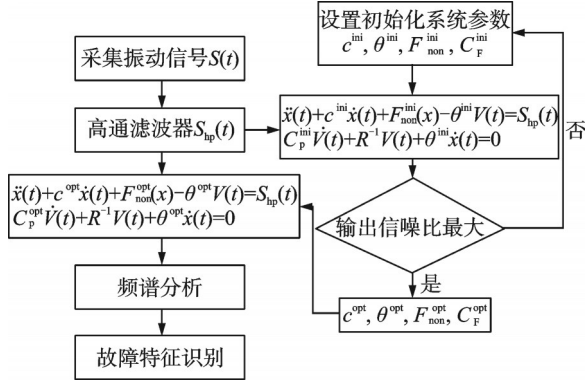 采集振动信号S(t)
高通滤波器S_hp(t)
设置初始化系统参数
c^ini, θ^ini, F_non^ini, C_F^ini
ẍ(t)+c^ini ẋ(t)+F_non^ini(x)-θ^ini V(t)=S_hp(t)
C_p^ini V̇(t)+R^-1 V(t)+θ^ini ẋ(t)=0
输出信噪比最大
否
是
c^opt, θ^opt, F_non^opt, C_F^opt
ẍ(t)+c^opt ẋ(t)+F_non^opt(x)-θ^opt V(t)=S_hp(t)
C_p^opt V̇(t)+R^-1 V(t)+θ^opt ẋ(t)=0
频谱分析
故障特征识别